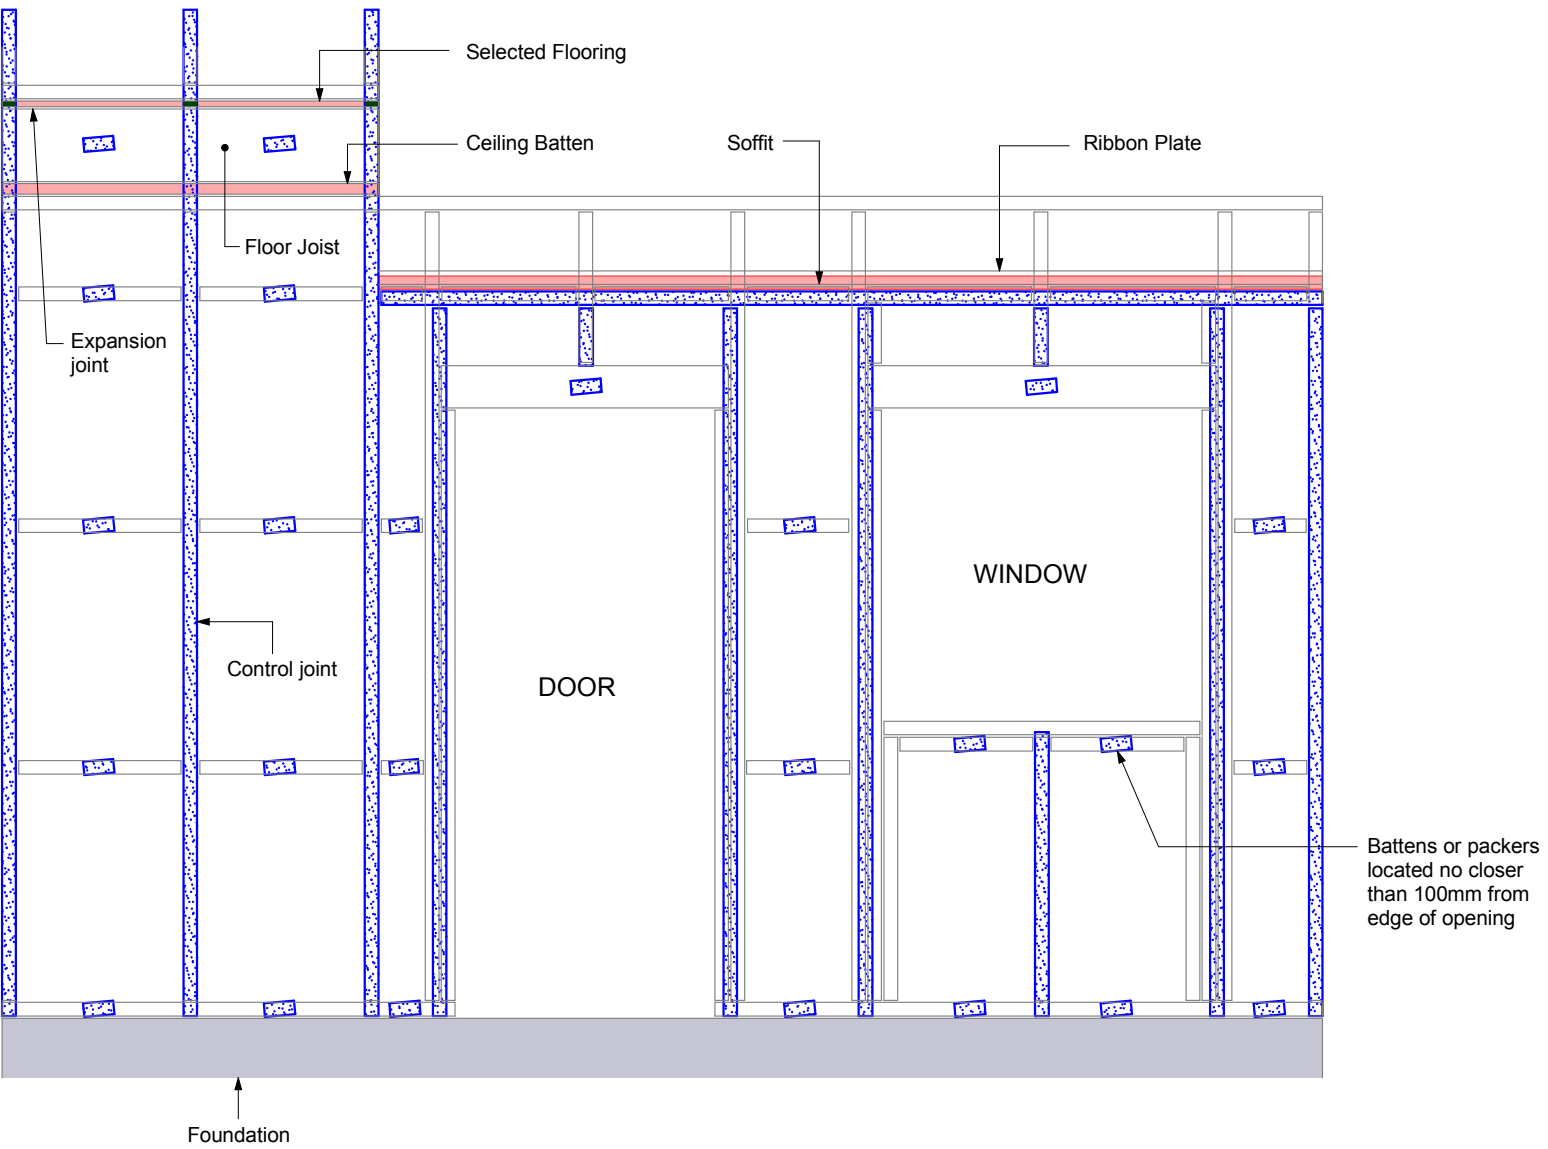 Selected Flooring
Ceiling Batten
Soffit
Ribbon Plate
Floor Joist
Expansion
joint
WINDOW
Control joint
DOOR
Battens or packers
located no closer
than 100mm from
edge of opening
Foundation